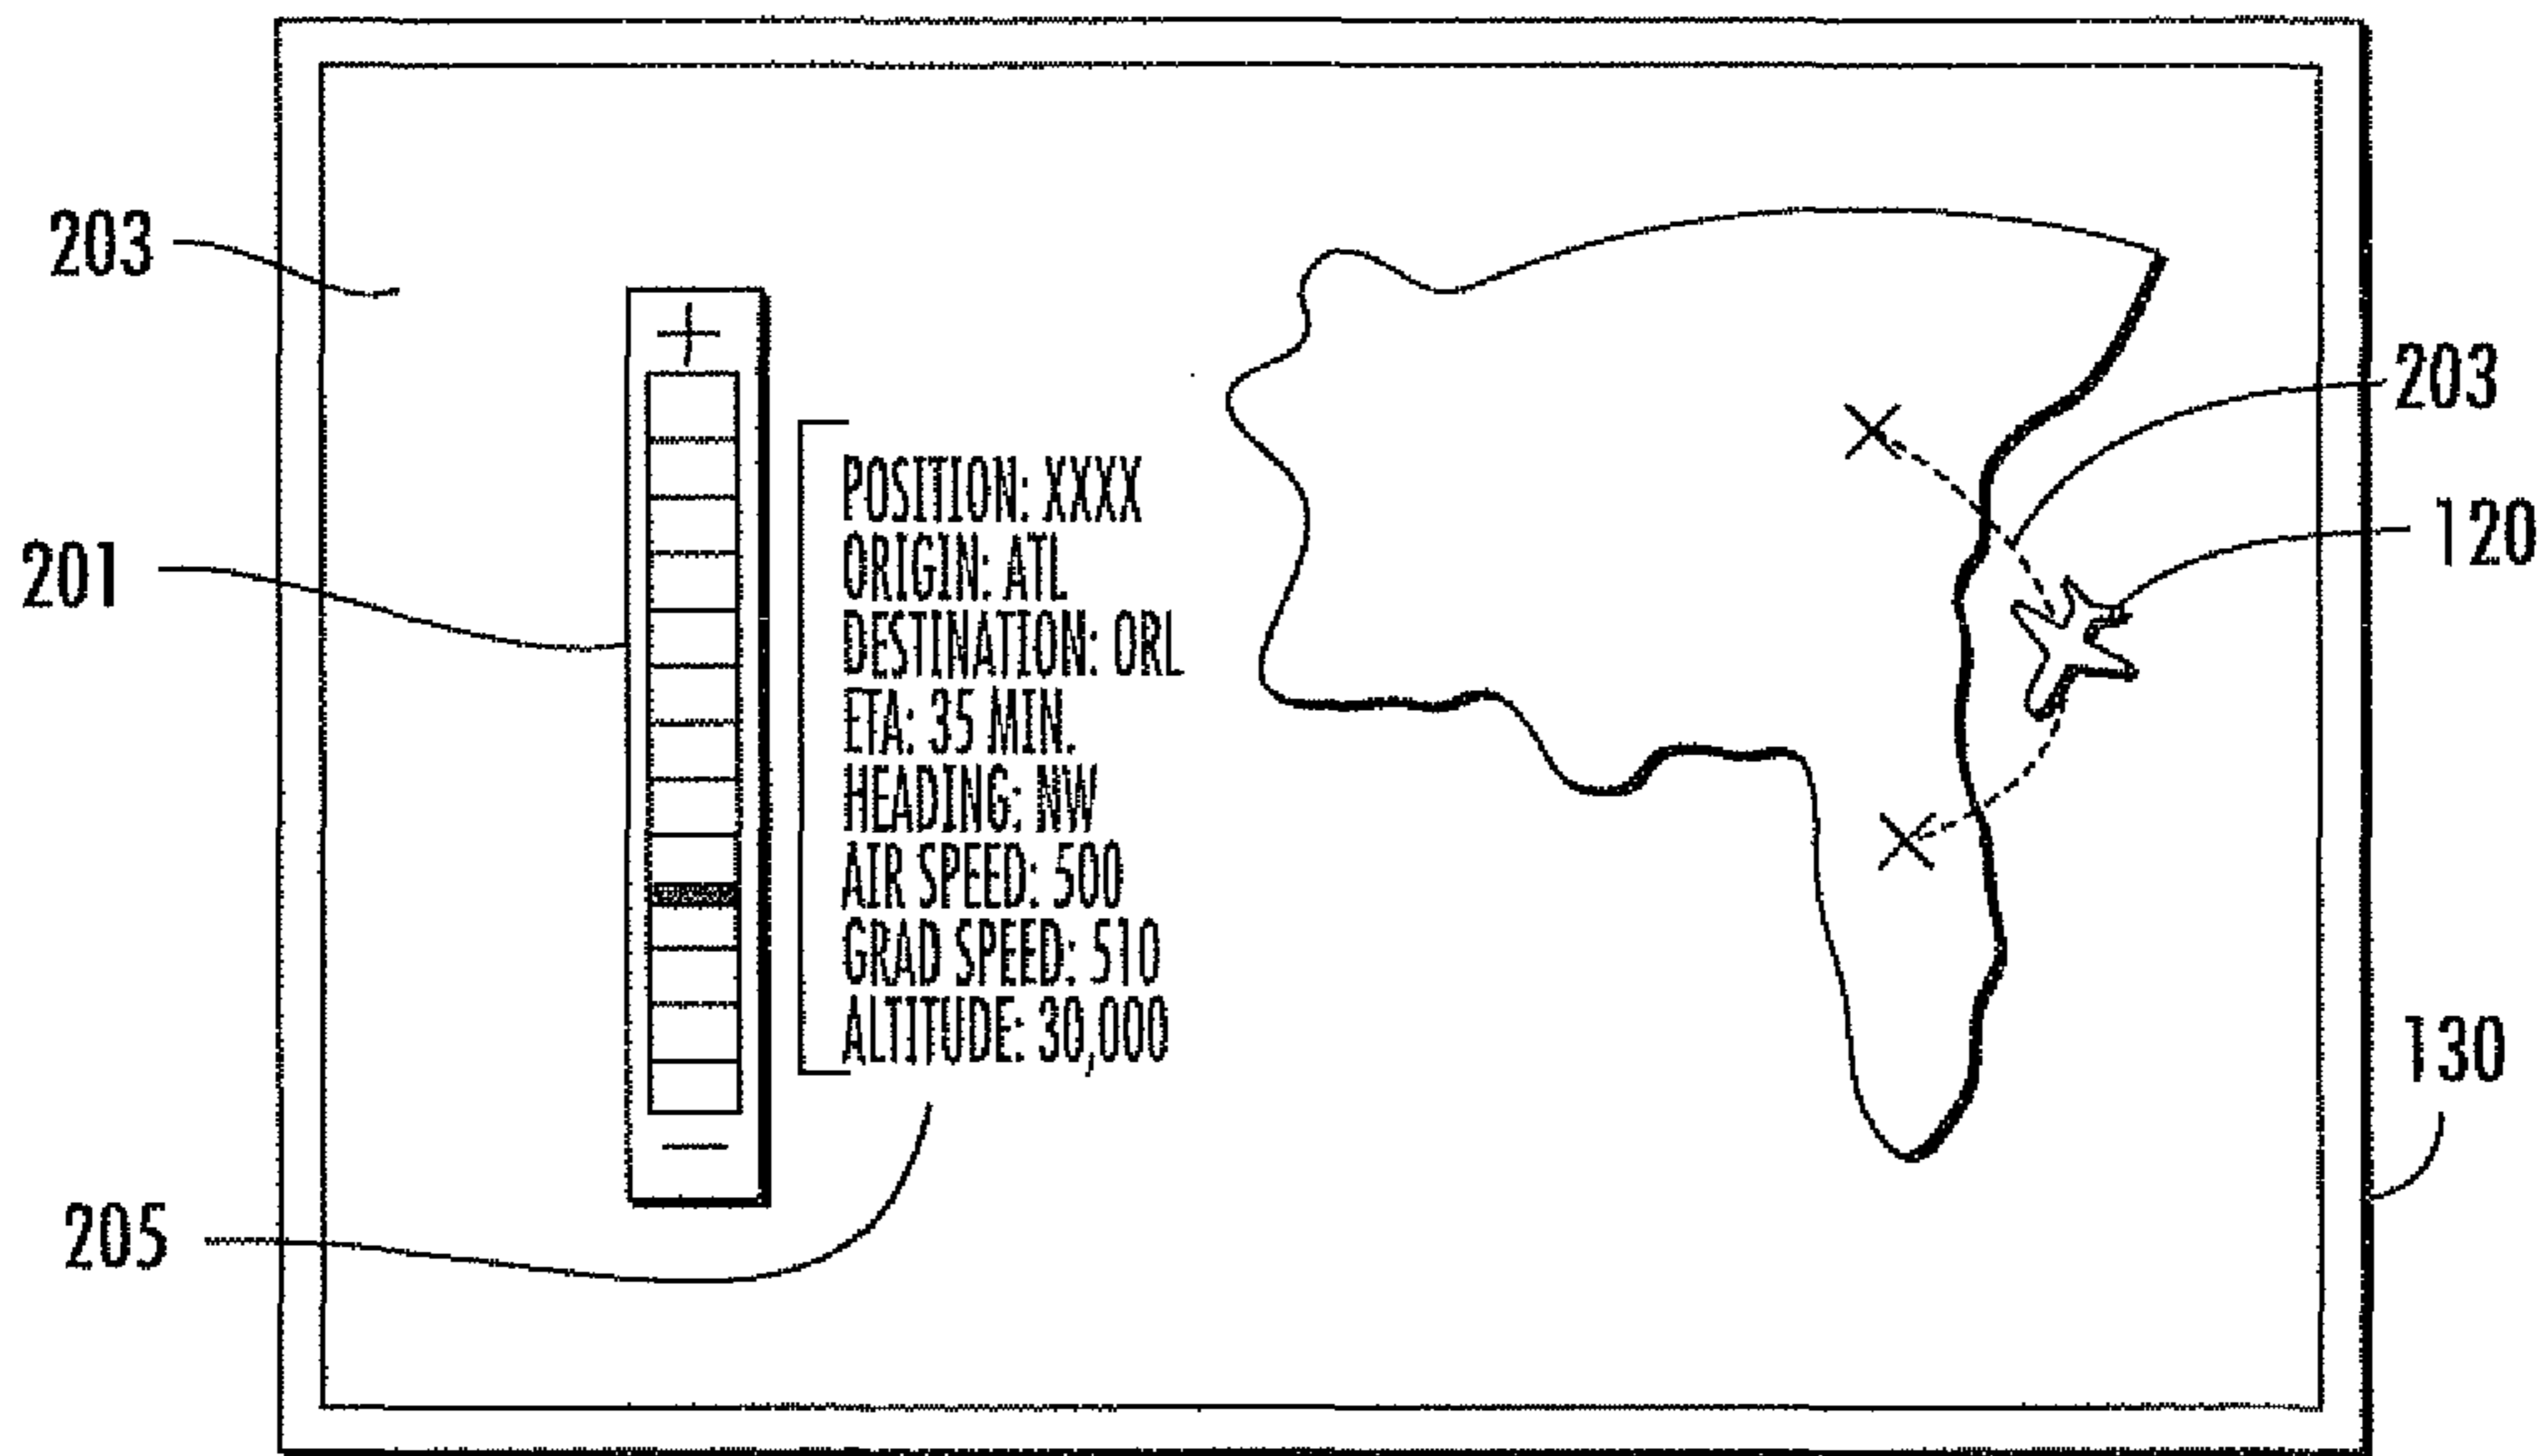 203
201
205
+
−
POSITION: XXXX
ORIGIN: ATL
DESTINATION: ORL
ETA: 35 MIN.
HEADING: NW
AIR SPEED: 500
GRAD SPEED: 510
ALTITUDE: 30,000
203
120
130